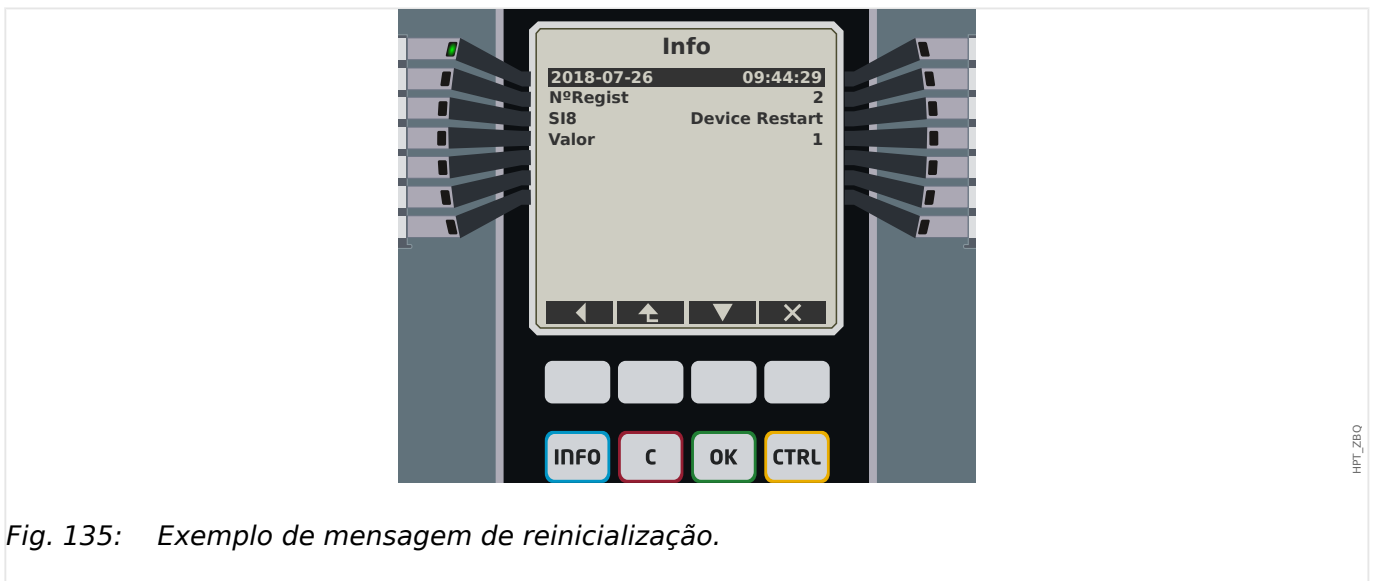 Info
2018-07-26 09:44:29
NºRegist 2
SI8 Device Restart
Valor 1
INFO C OK CTRL
HPT_ZBQ
Fig. 135: Exemplo de mensagem de reinicialização.